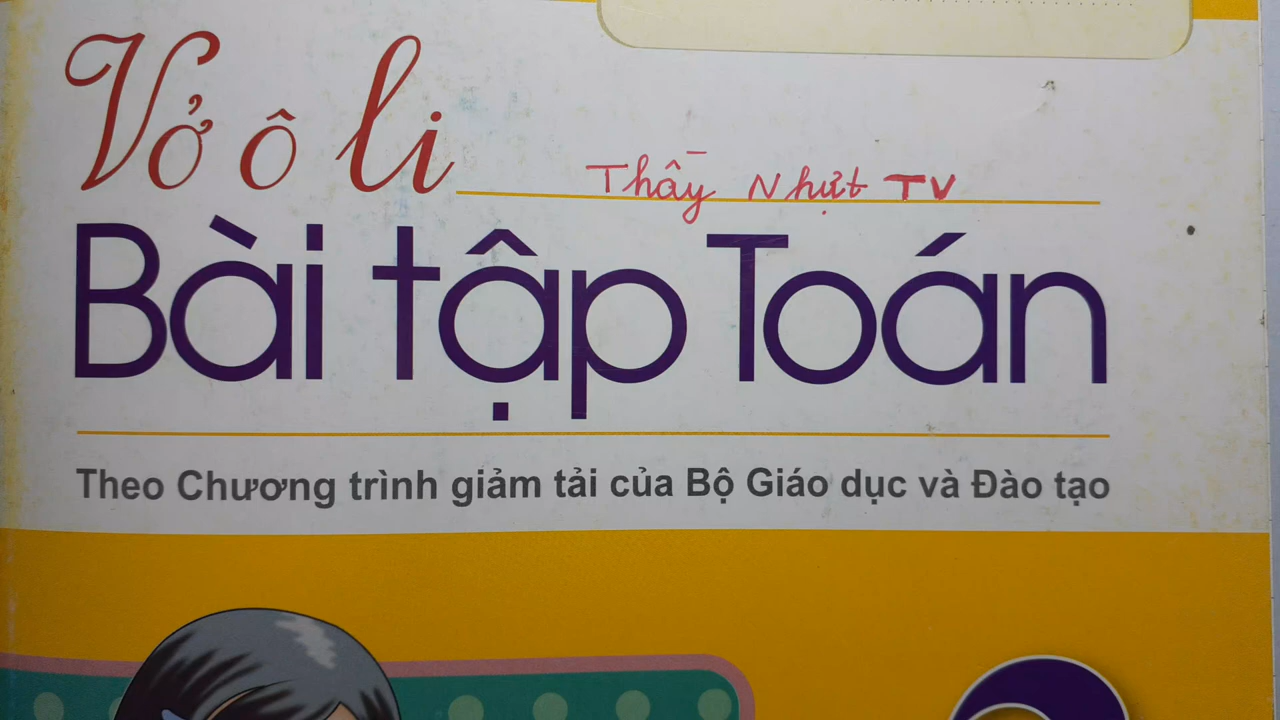 Vở ô li
Thầy Nhựt TV
Bài tập Toán
Theo Chương trình giảm tải của Bộ Giáo dục và Đào tạo